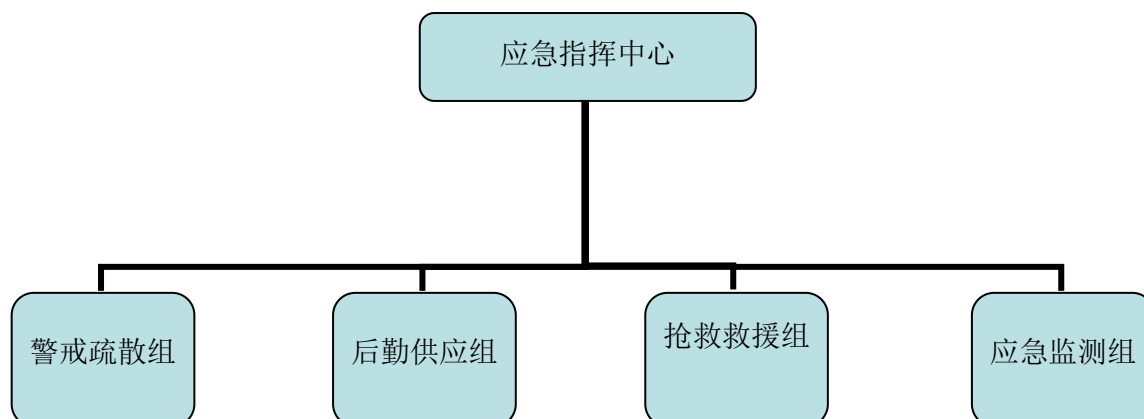 应急指挥中心
警戒疏散组
后勤供应组
抢救救援组
应急监测组